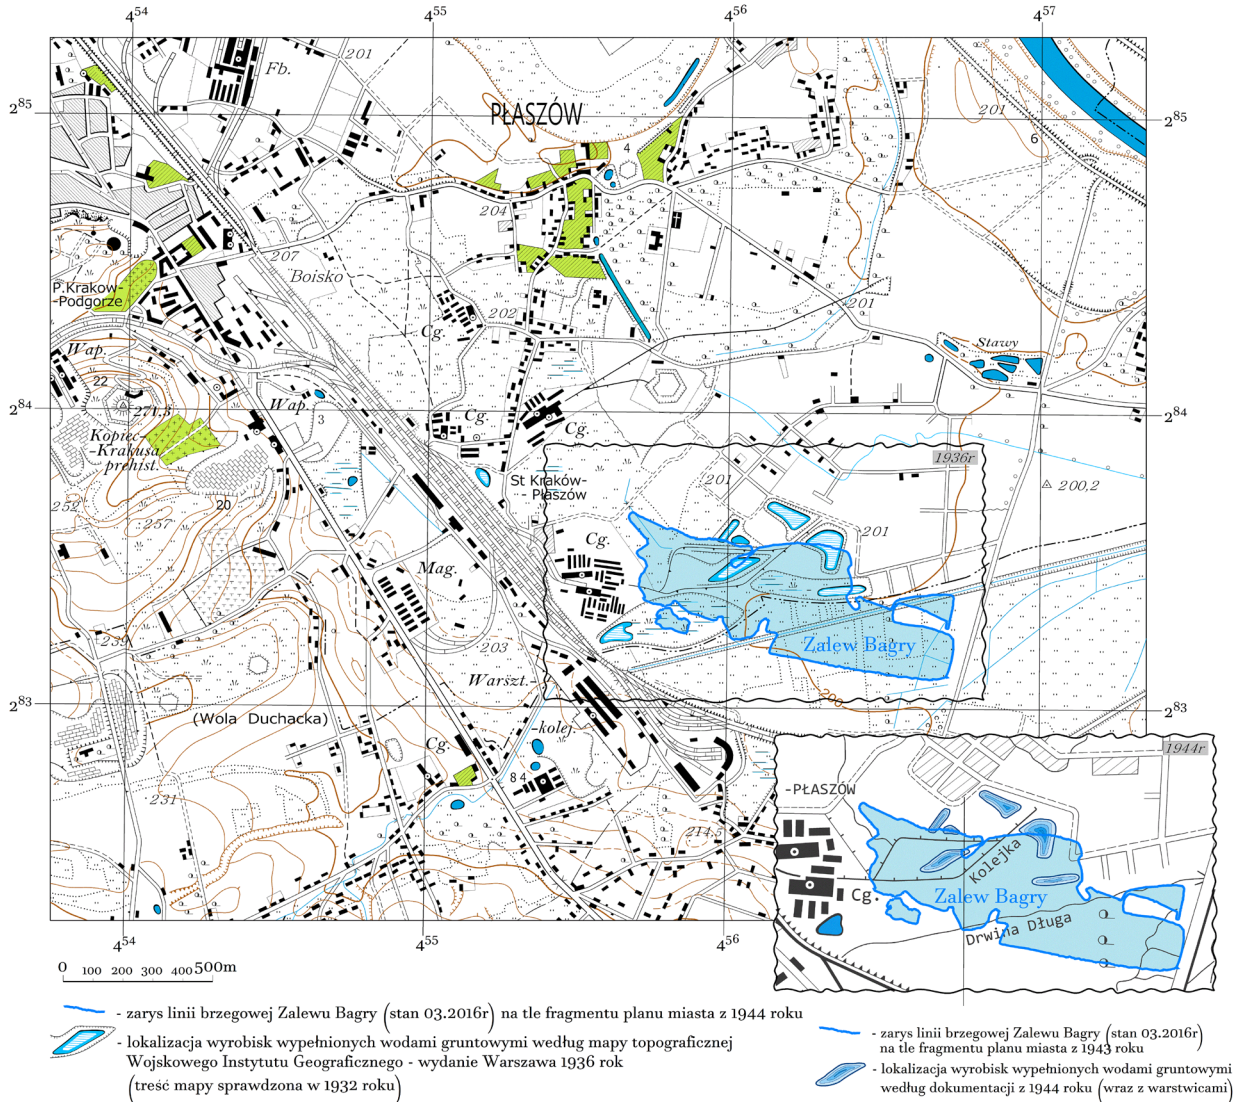 ⁴54
⁴55
⁴56
⁴57
Fb.
201
PŁASZÓW
201
²85
²85
6
4
204
207
Boisko
P.Krakow-
-Podgorze
202
Cg.
201
Stawy
Wap.
22
271,3
Wap.
3
²84
²84
Cg.
Cg.
Kopiec-
-Krakusa
prehist.
1936r
201
St Kraków-
- Płaszów
200,2
252
257
20
201
Cg.
Mag.
239
203
Zalew Bagry
Warszt.-
200
²83
²83
(Wola Duchacka)
-kolej.
Cg.
1944r
84
-PŁASZÓW
231
214,5
Kolejka
Cg.
Zalew Bagry
Drwina Długa
⁴54
⁴55
⁴56
0 100 200 300 400 500m
- zarys linii brzegowej Zalewu Bagry (stan 03.2016r) na tle fragmentu planu miasta z 1944 roku
- lokalizacja wyrobisk wypełnionych wodami gruntowymi według mapy topograficznej
Wojskowego Instytutu Geograficznego - wydanie Warszawa 1936 rok
(treść mapy sprawdzona w 1932 roku)
- zarys linii brzegowej Zalewu Bagry (stan 03.2016r)
na tle fragmentu planu miasta z 1943 roku
- lokalizacja wyrobisk wypełnionych wodami gruntowymi
według dokumentacji z 1944 roku (wraz z warstwicami)